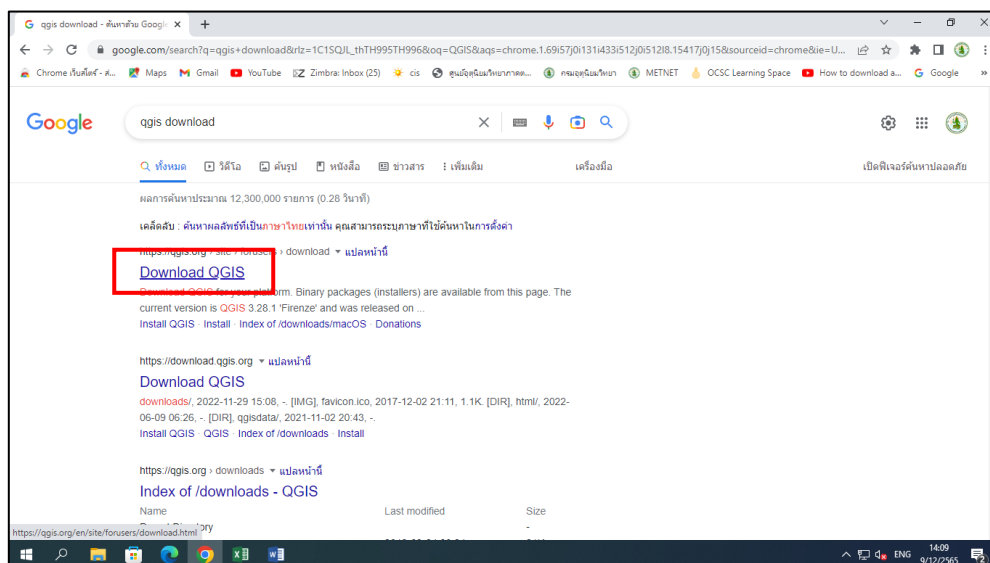 qgis download - ค้นหาด้วย Googl
google.com/search?q=qgis+download&rlz=1C1SQJL_thTH995TH996&oq=QGIS&aqs=chrome.1.69i57j0i131i433i512j0i512l8.15417j0j15&sourceid=chrome&ie=U...
Chrome เว็บสโตร์ - ส... Maps Gmail YouTube Zimbra: Inbox (25) cis ศูนย์อุตุนิยมวิทยาภาคต... กรมอุตุนิยมวิทยา METNET OCSC Learning Space How to download a... Google »
Google qgis download
ทั้งหมด วิดีโอ ค้นรูป หนังสือ ข่าวสาร เพิ่มเติม เครื่องมือ เปิดฟีเจอร์ค้นหาปลอดภัย
ผลการค้นหาประมาณ 12,300,000 รายการ (0.28 วินาที)
เคล็ดลับ : ค้นหาผลลัพธ์ที่เป็นภาษาไทยเท่านั้น คุณสามารถระบุภาษาที่ใช้ค้นหาในการตั้งค่า
https://qgis.org › site › forusers › download แปลหน้านี้
Download QGIS
Download QGIS for your platform. Binary packages (installers) are available from this page. The
current version is QGIS 3.28.1 'Firenze' and was released on ...
Install QGIS · Install · Index of /downloads/macOS · Donations
https://download.qgis.org แปลหน้านี้
Download QGIS
downloads/, 2022-11-29 15:08, -. [IMG], favicon.ico, 2017-12-02 21:11, 1.1K. [DIR], html/, 2022-
06-09 06:26, -. [DIR], qgisdata/, 2021-11-02 20:43, -.
Install QGIS · QGIS · Index of /downloads · Install
https://qgis.org › downloads แปลหน้านี้
Index of /downloads - QGIS
Name Last modified Size
-
https://qgis.org/en/site/forusers/download.html
ENG 14:09
9/12/2565